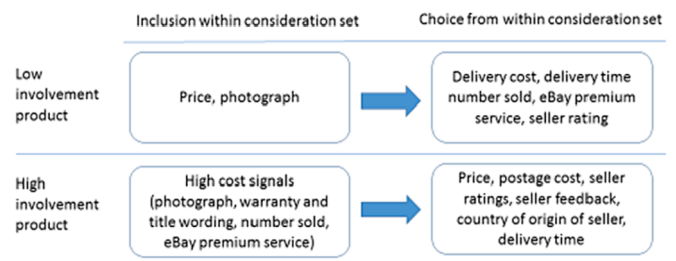 Inclusion within consideration set
Choice from within consideration set
Low
involvement
product
Price, photograph
Delivery cost, delivery time
number sold, eBay premium
service, seller rating
High
involvement
product
High cost signals
(photograph, warranty and
title wording, number sold,
eBay premium service)
Price, postage cost, seller
ratings, seller feedback,
country of origin of seller,
delivery time